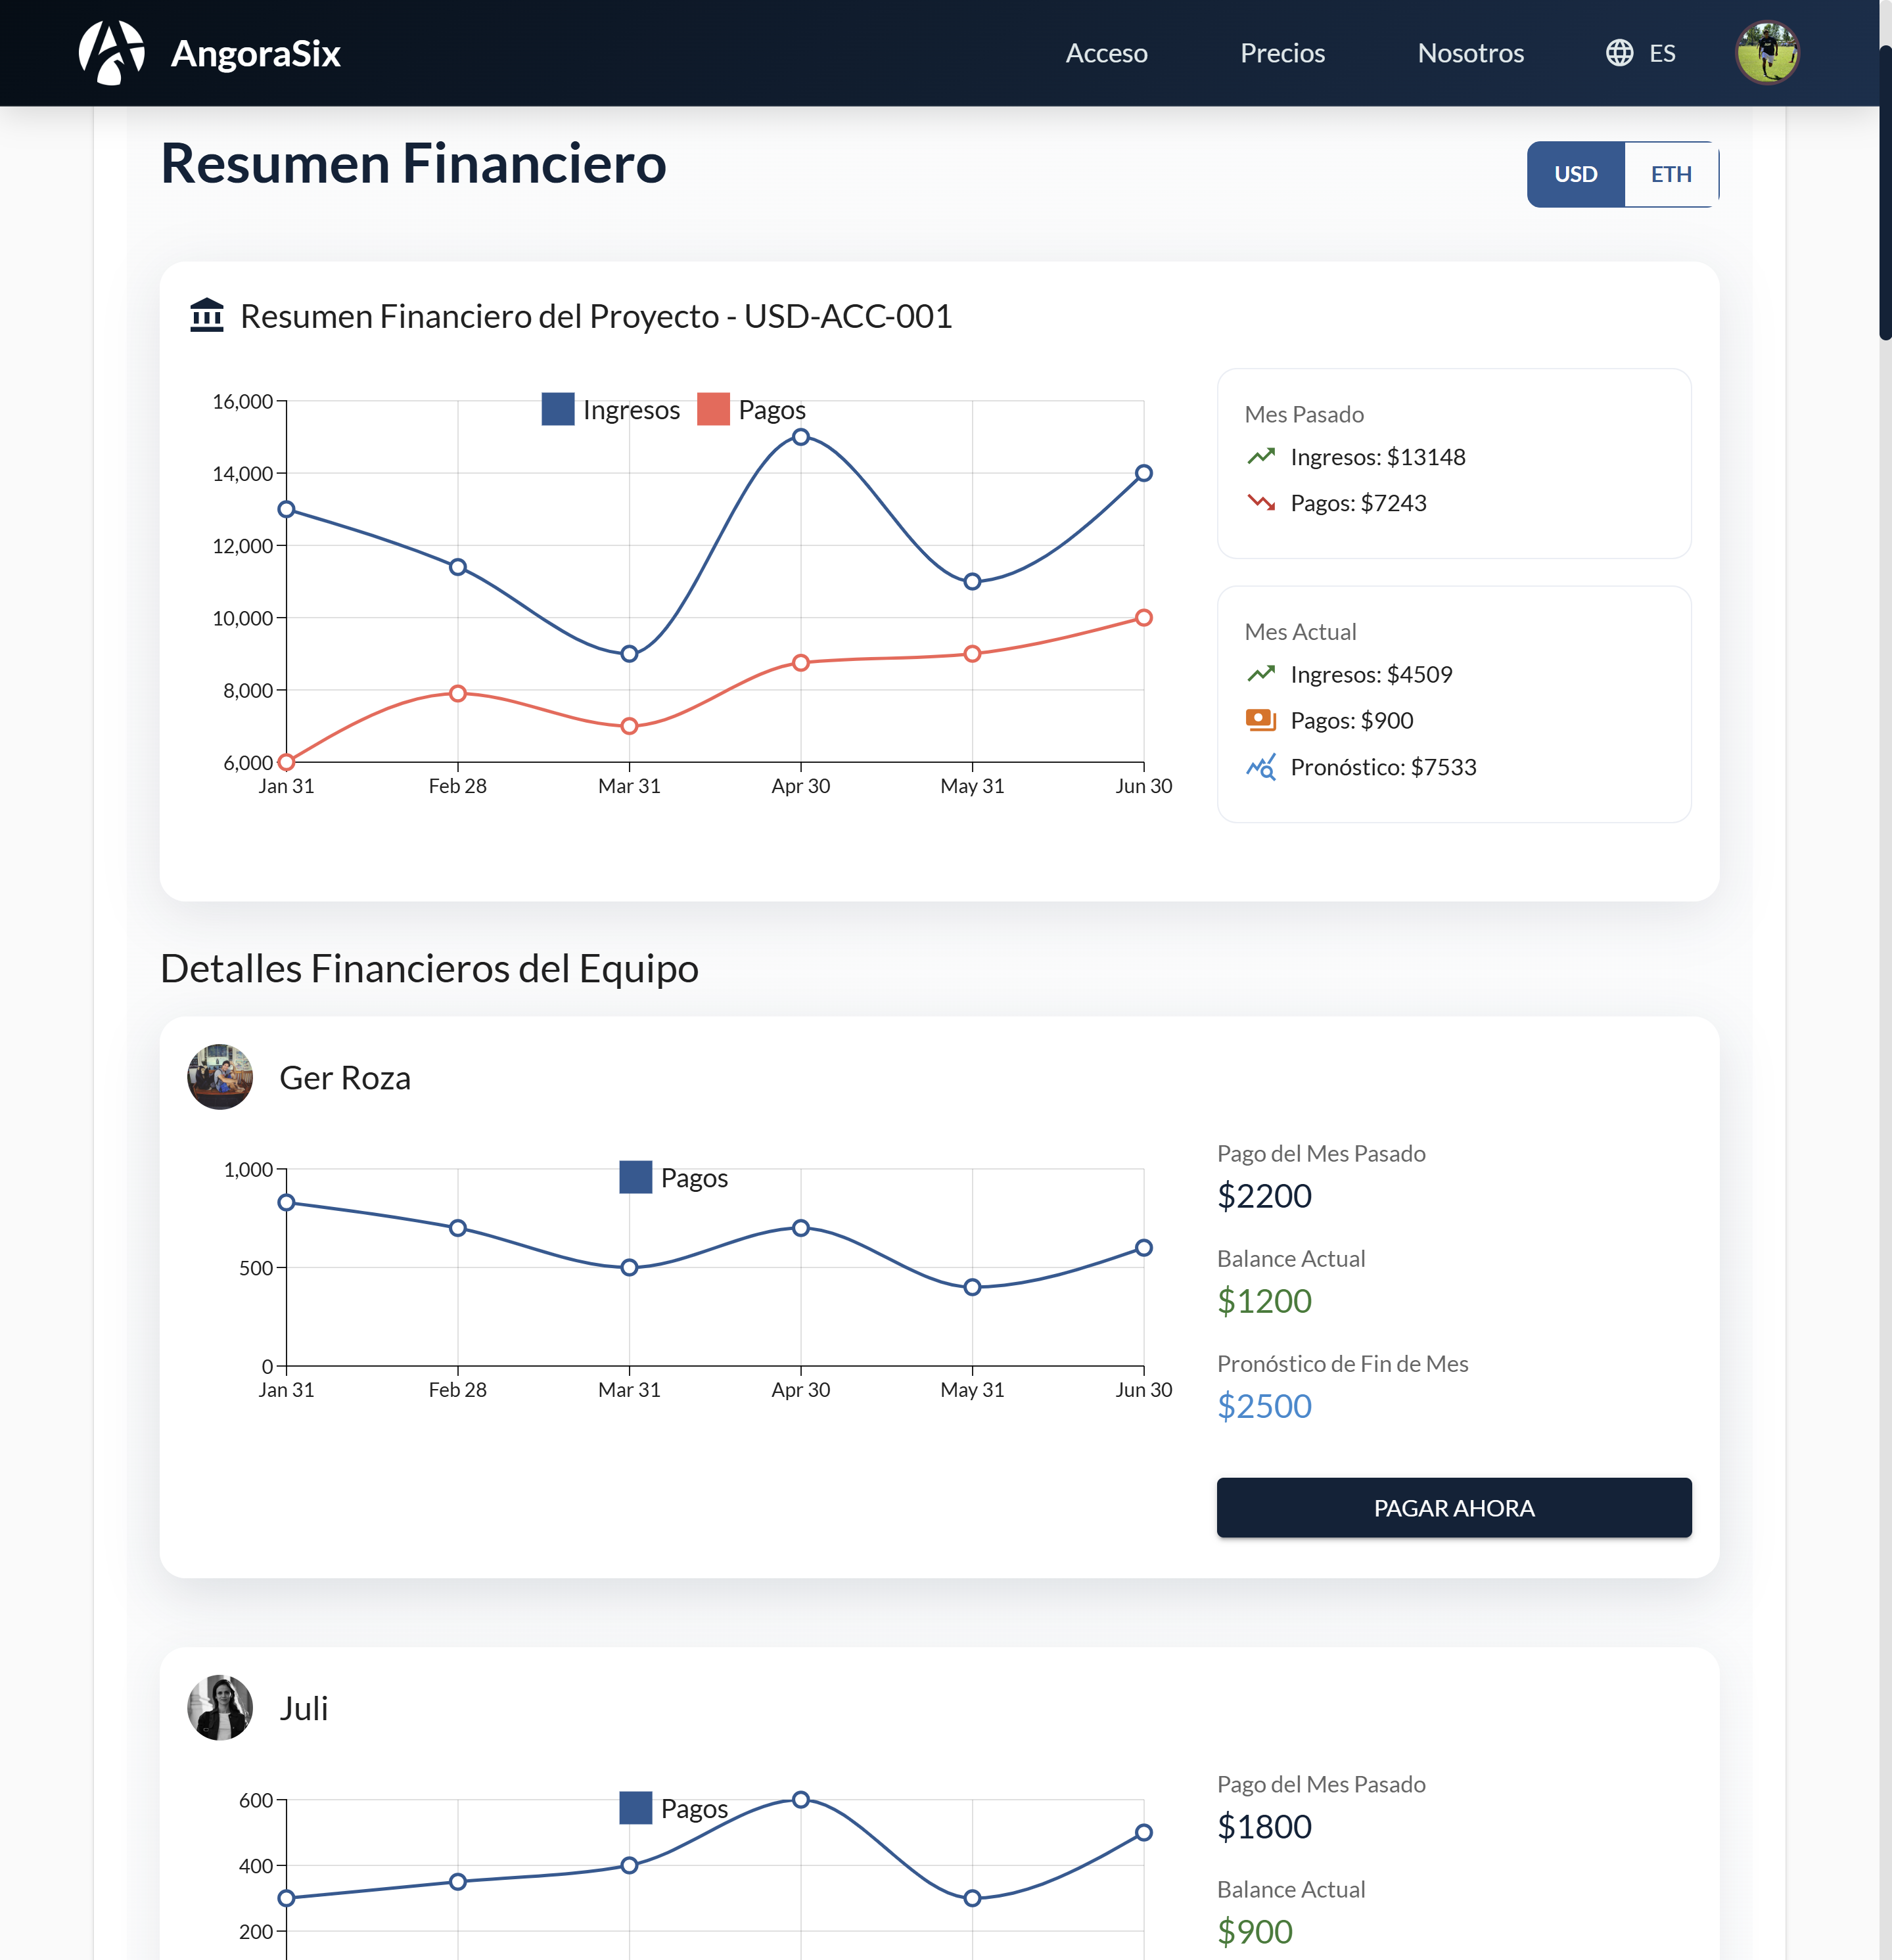 AngoraSix
Acceso
Precios
Nosotros
ES
Resumen Financiero
USD
ETH
Resumen Financiero del Proyecto - USD-ACC-001
Ingresos
Pagos
16,000
14,000
12,000
10,000
8,000
6,000
Jan 31
Feb 28
Mar 31
Apr 30
May 31
Jun 30
Mes Pasado
Ingresos: $13148
Pagos: $7243
Mes Actual
Ingresos: $4509
Pagos: $900
Pronóstico: $7533
Detalles Financieros del Equipo
Ger Roza
Pagos
1,000
500
0
Jan 31
Feb 28
Mar 31
Apr 30
May 31
Jun 30
Pago del Mes Pasado
$2200
Balance Actual
$1200
Pronóstico de Fin de Mes
$2500
PAGAR AHORA
Juli
Pagos
600
400
200
Pago del Mes Pasado
$1800
Balance Actual
$900